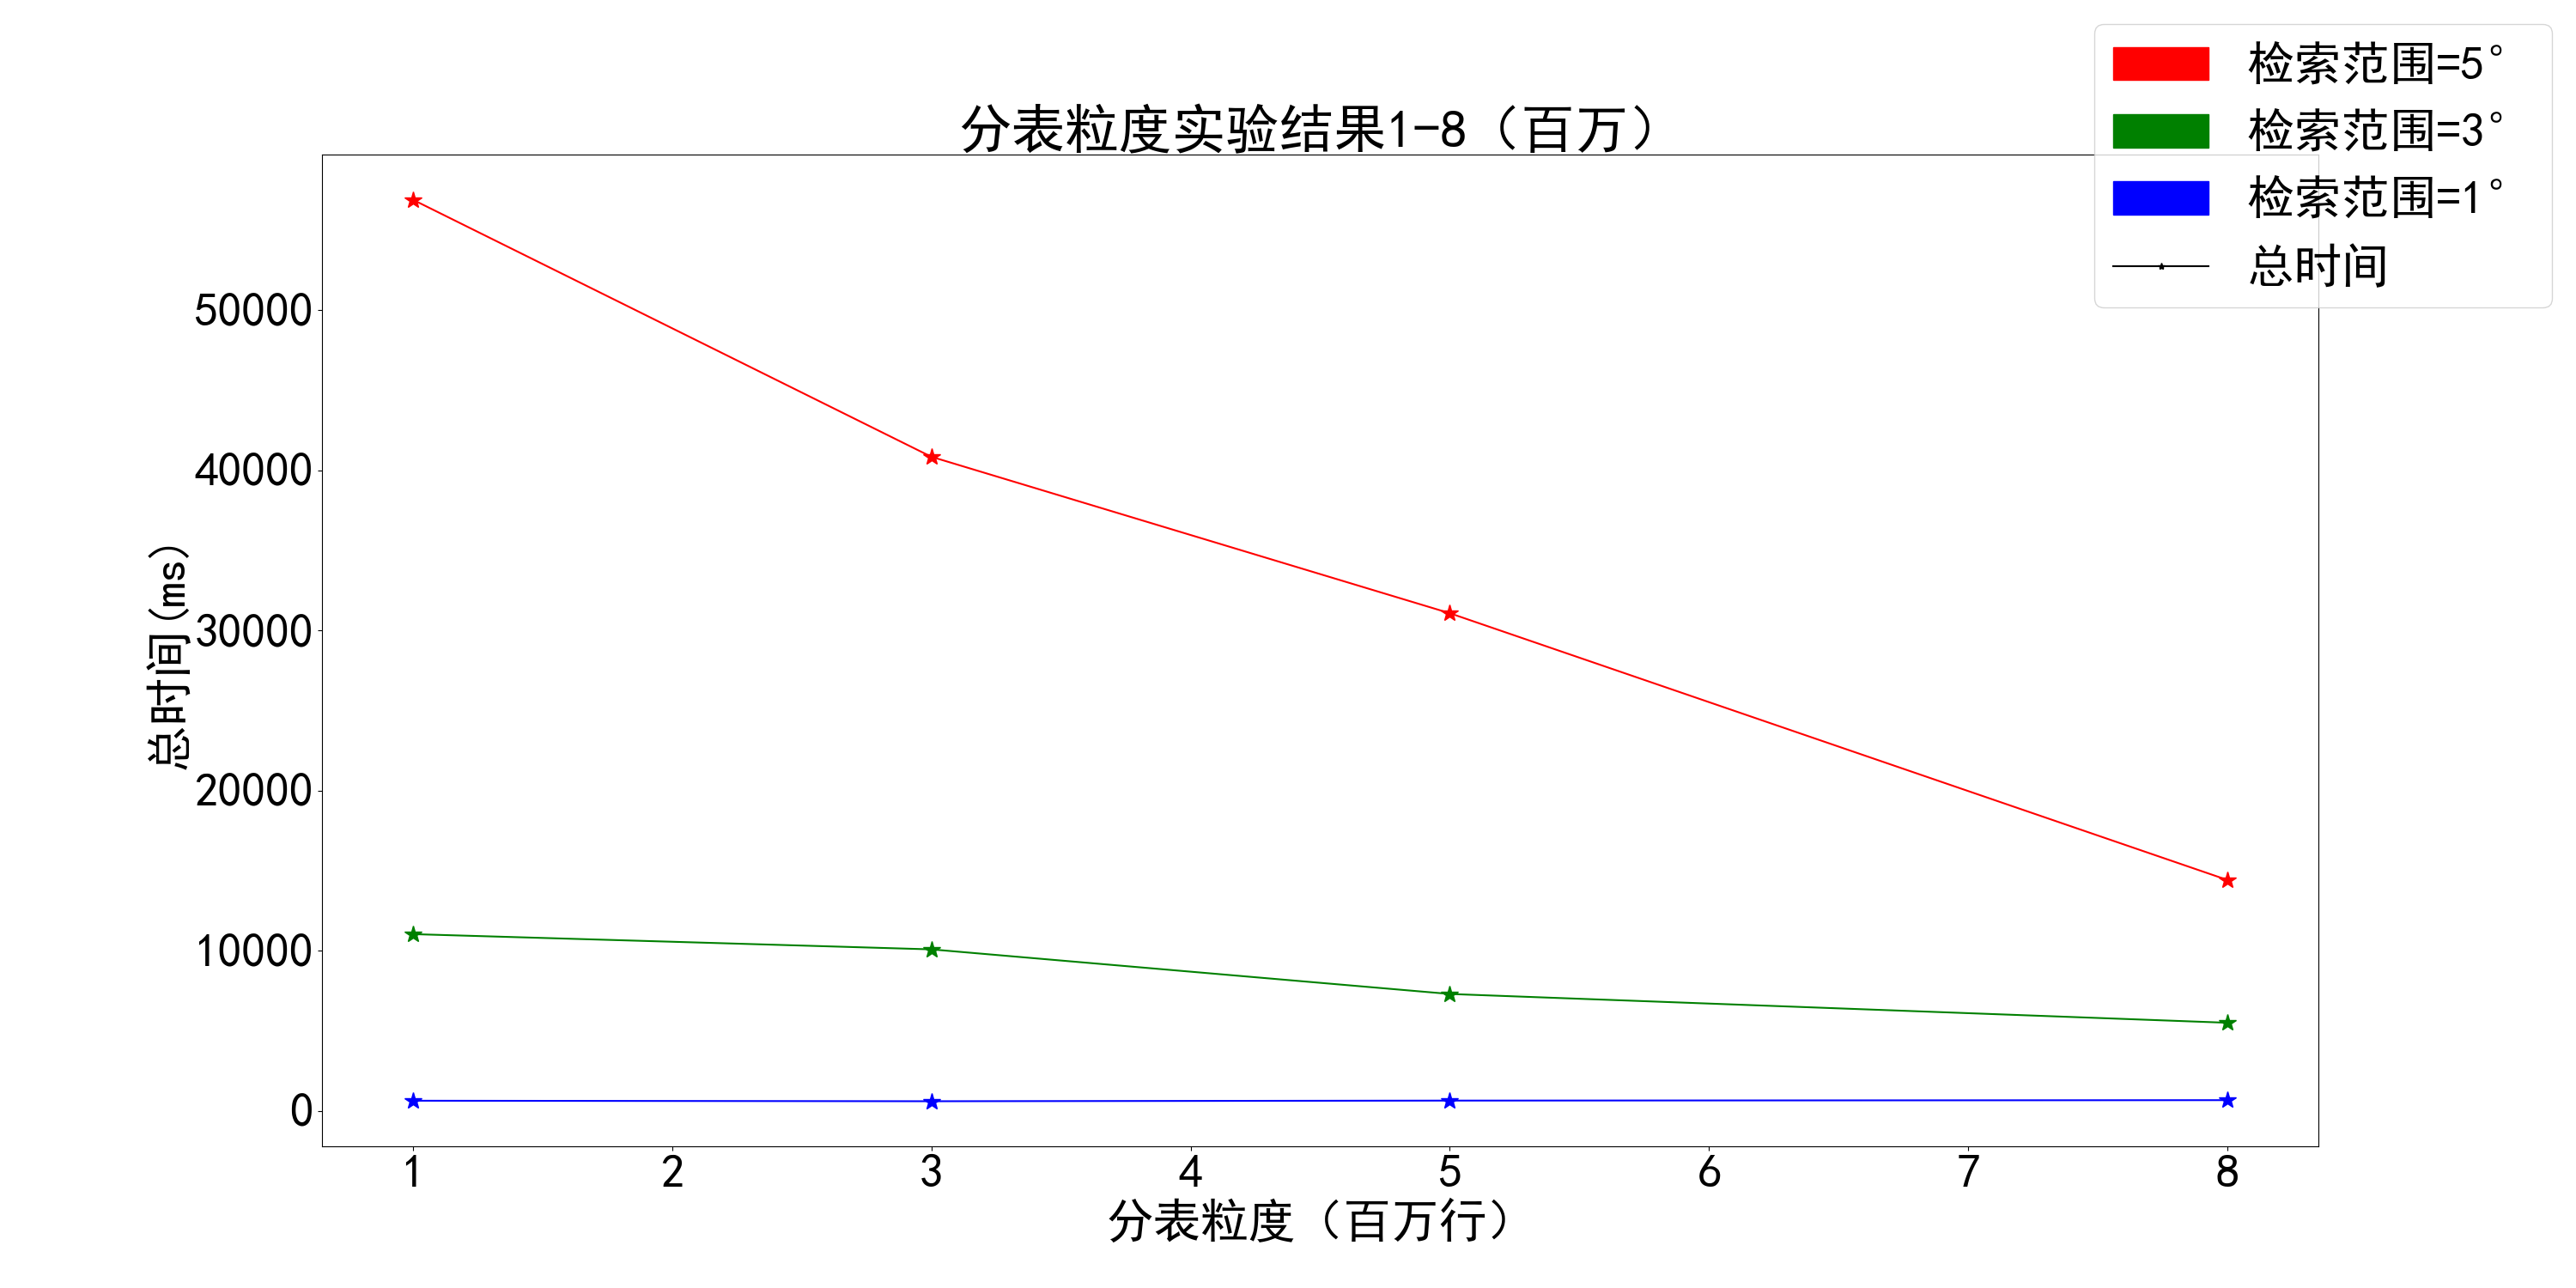 分表粒度实验结果1-8（百万）
检索范围=5°
检索范围=3°
检索范围=1°
总时间
总时间(ms)
50000
40000
30000
20000
10000
0
1 2 3 4 5 6 7 8
分表粒度（百万行）